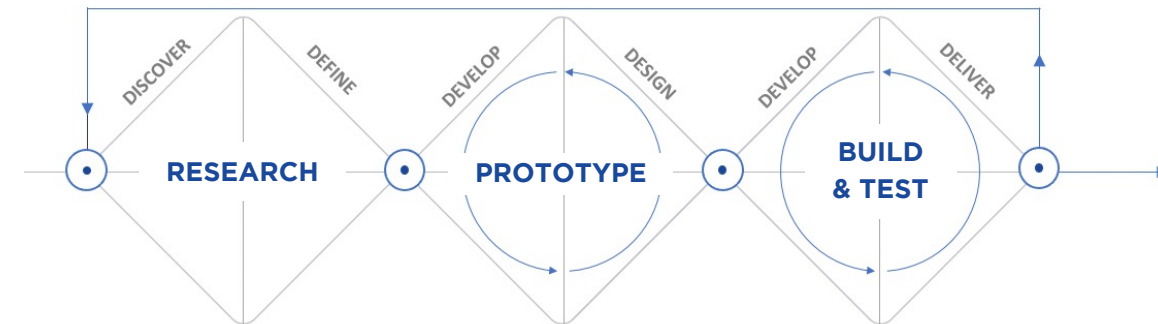 DISCOVER
DEFINE
DEVELOP
DESIGN
DEVELOP
DELIVER
RESEARCH
PROTOTYPE
BUILD
& TEST